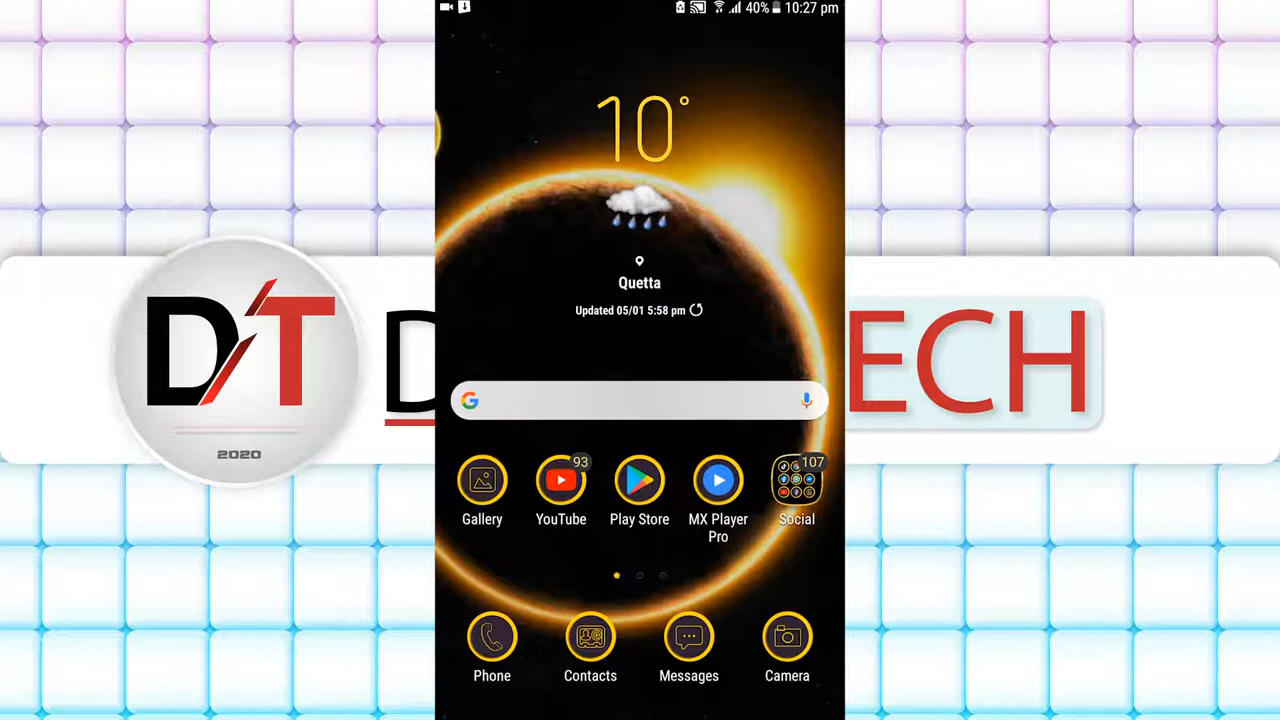 40% 10:27 pm
10°
Quetta
Updated 05/01 5:58 pm
D/T
2020
D
ECH
G
93
107
Gallery
YouTube
Play Store
MX Player
Pro
Social
Phone
Contacts
Messages
Camera